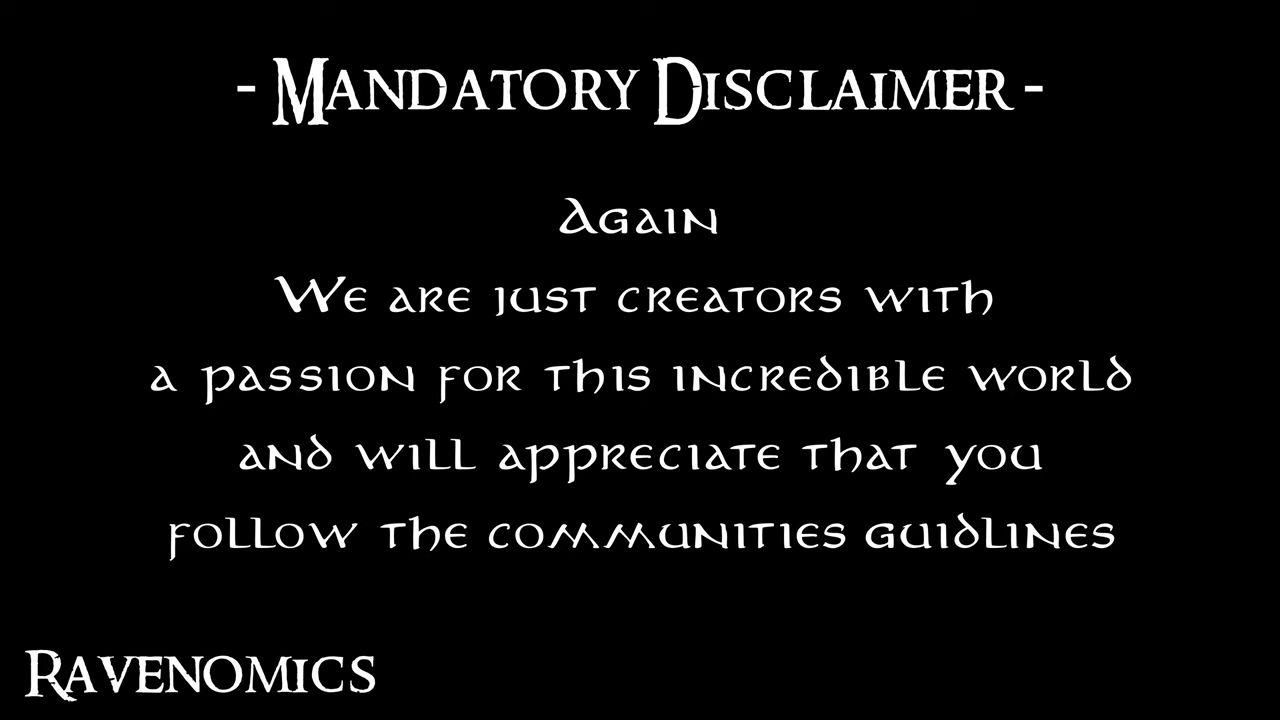 - Mandatory Disclaimer -
Again
We are just creators with
a passion for this incredible world
and will appreciate that you
follow the communities guidlines
Ravenomics